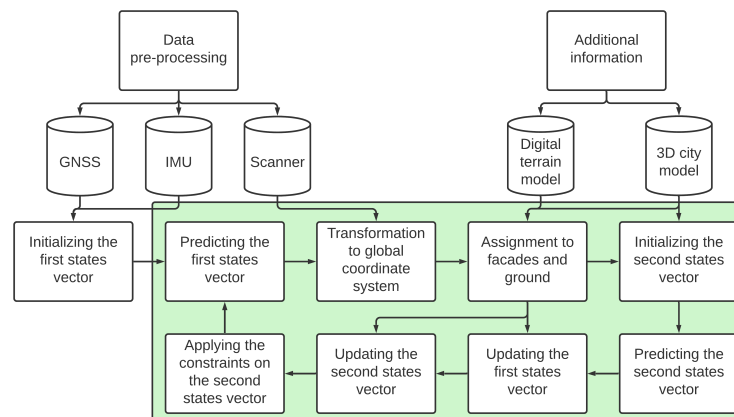 Data
pre-processing
Additional
information
GNSS
IMU
Scanner
Digital
terrain
model
3D city
model
Initializing the
first states
vector
Predicting the
first states
vector
Transformation
to global
coordinate
system
Assignment to
facades and
ground
Initializing the
second states
vector
Applying the
constraints on
the second
states vector
Updating the
second states
vector
Updating the
first states
vector
Predicting the
second states
vector